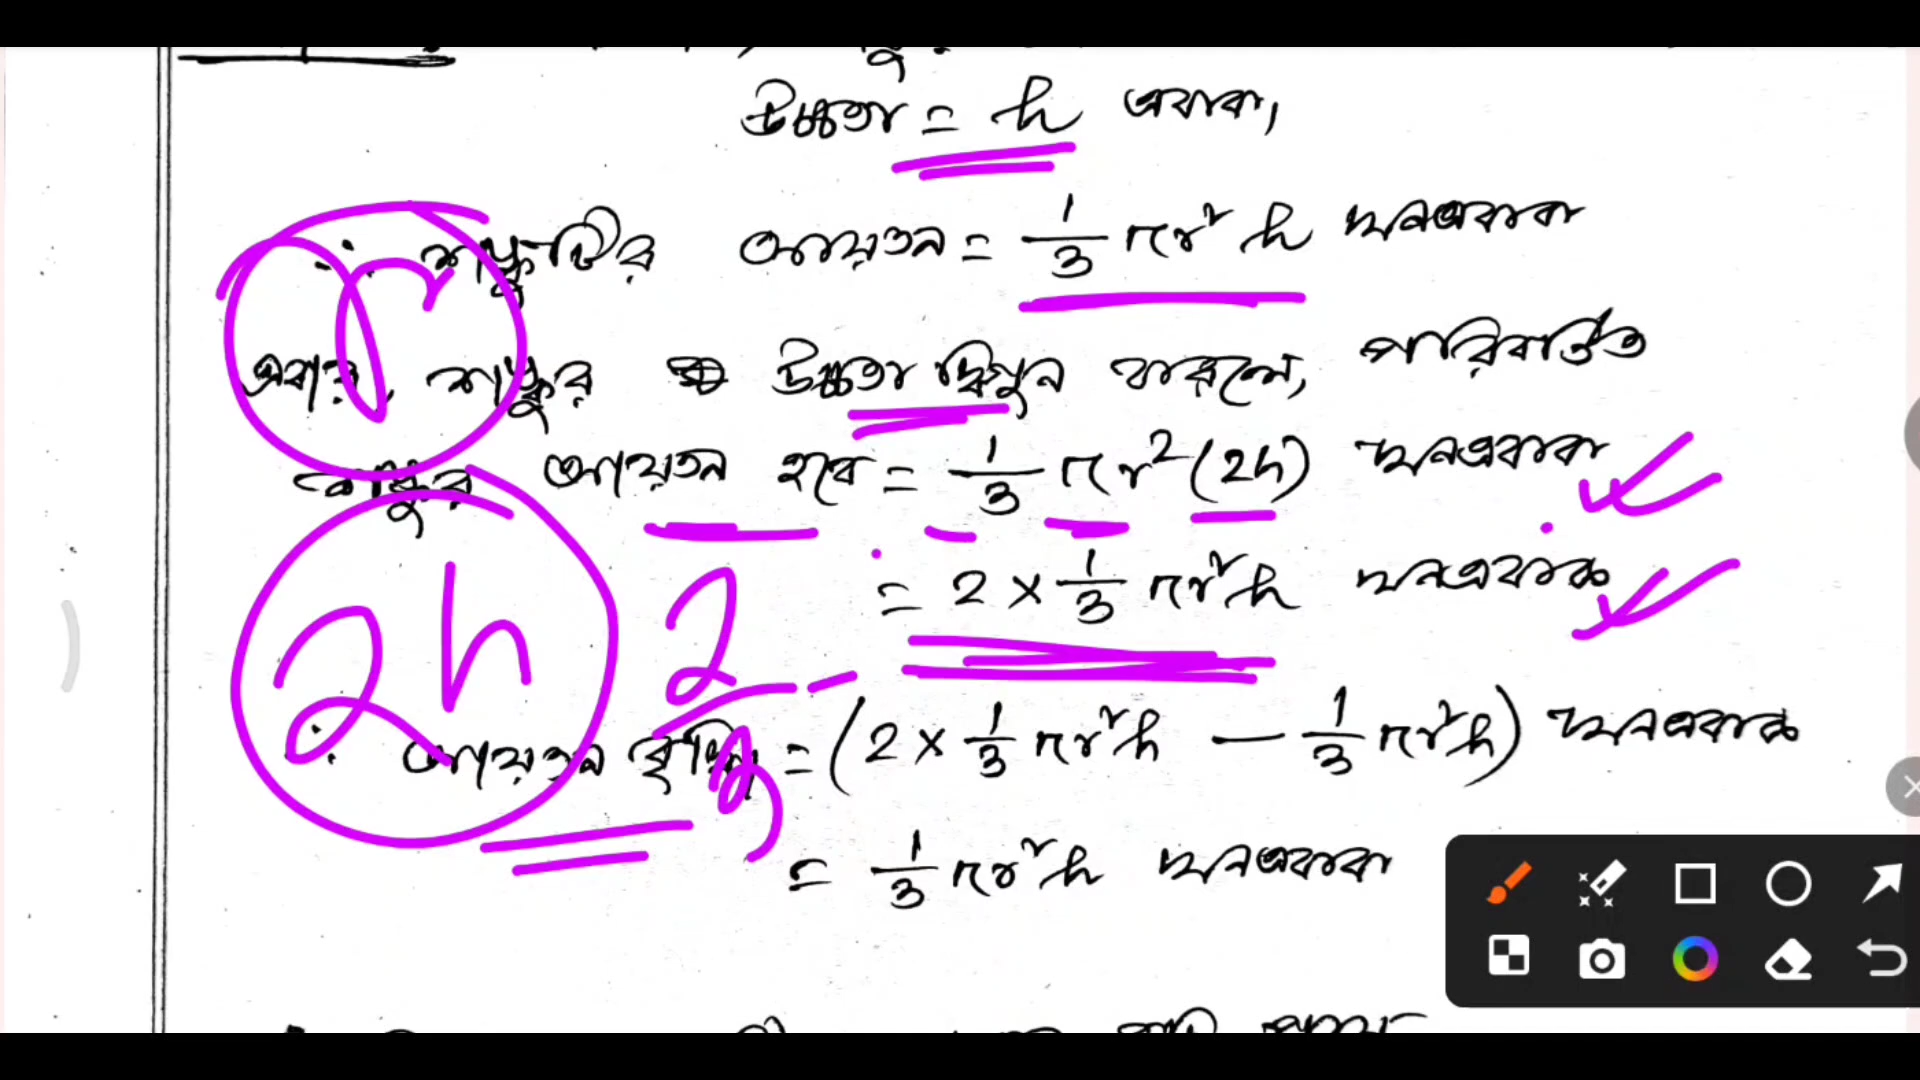 উচ্চতা = h একক,
∴ শঙ্কুটির আয়তন = 1/3 πr²h ঘনএকক
এবার, শঙ্কুর উচ্চতা দ্বিগুন করলে, পরিবর্তিত
শঙ্কুর আয়তন হবে = 1/3 πr²(2h) ঘনএকক
= 2 × 1/3 πr²h ঘনএকক
∴ আয়তন বৃদ্ধি = (2 × 1/3 πr²h − 1/3 πr²h) ঘনএকক
= 1/3 πr²h ঘনএকক
r
2h
2